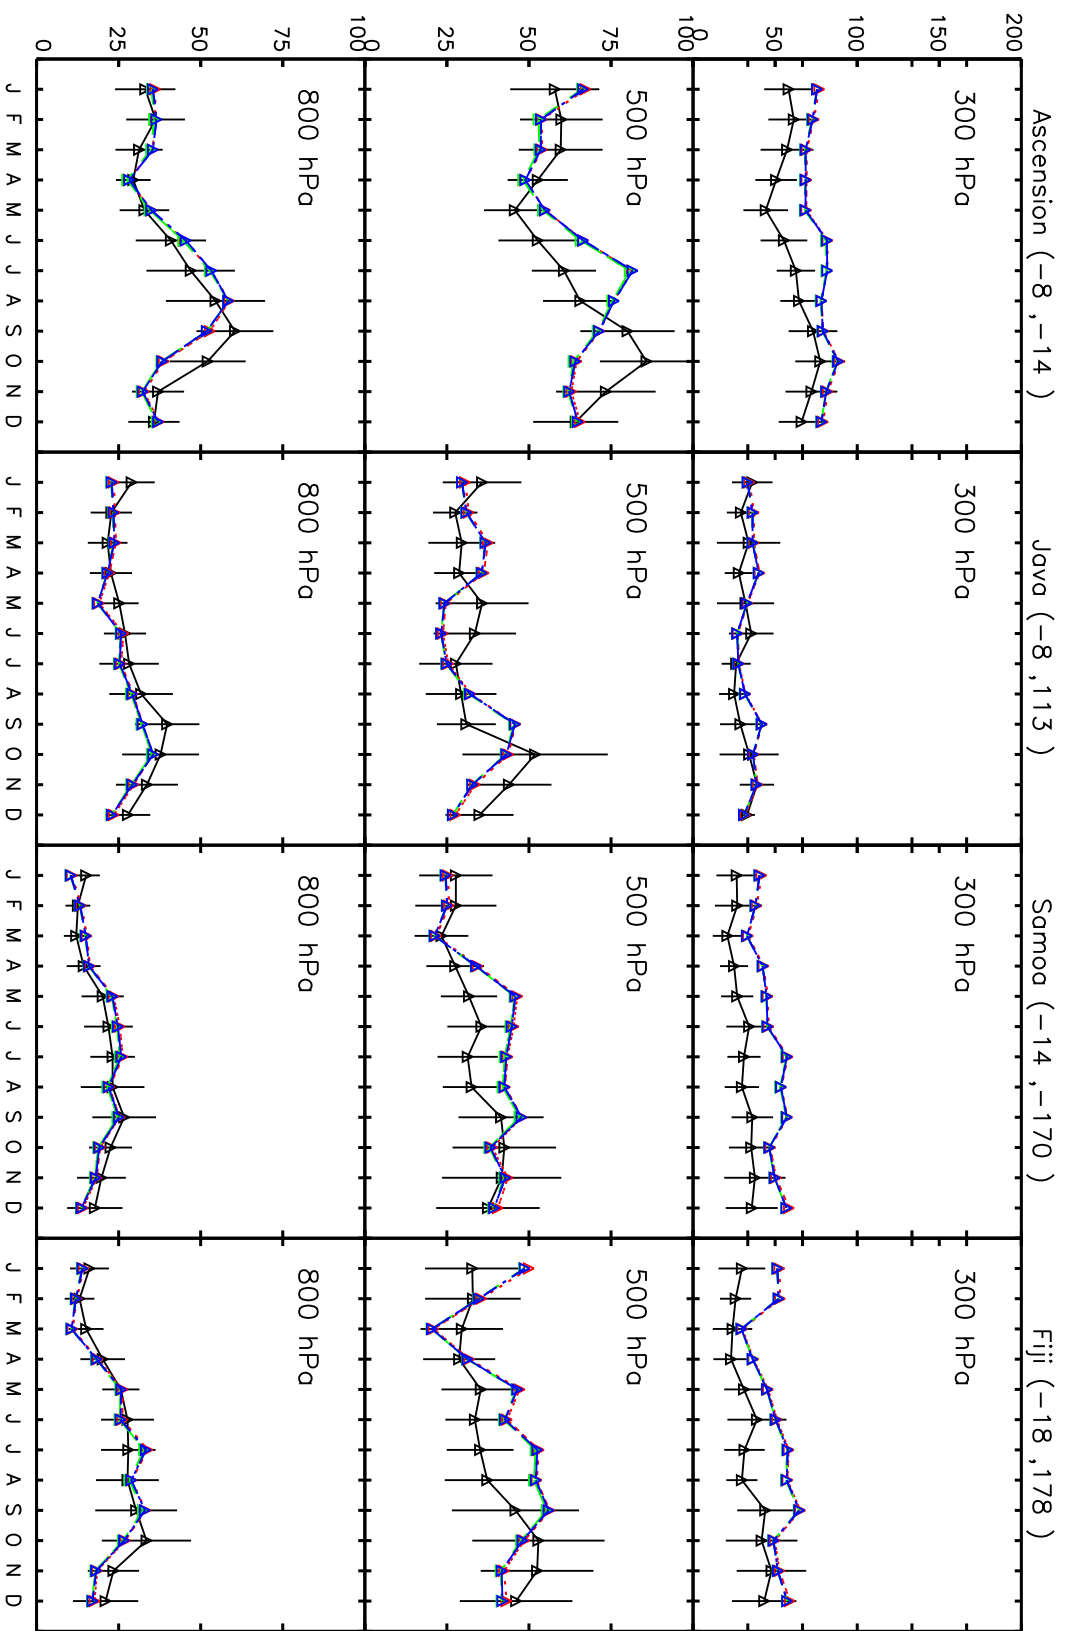 Ascension (−8 ,−14 )
Java (−8 ,113 )
Samoa (−14 ,−170 )
Fiji (−18 ,178 )
200
150
100
50
0
300 hPa
300 hPa
300 hPa
300 hPa
100
75
50
25
0
500 hPa
500 hPa
500 hPa
500 hPa
100
75
50
25
0
800 hPa
800 hPa
800 hPa
800 hPa
J F M A M J J A S O N D
J F M A M J J A S O N D
J F M A M J J A S O N D
J F M A M J J A S O N D